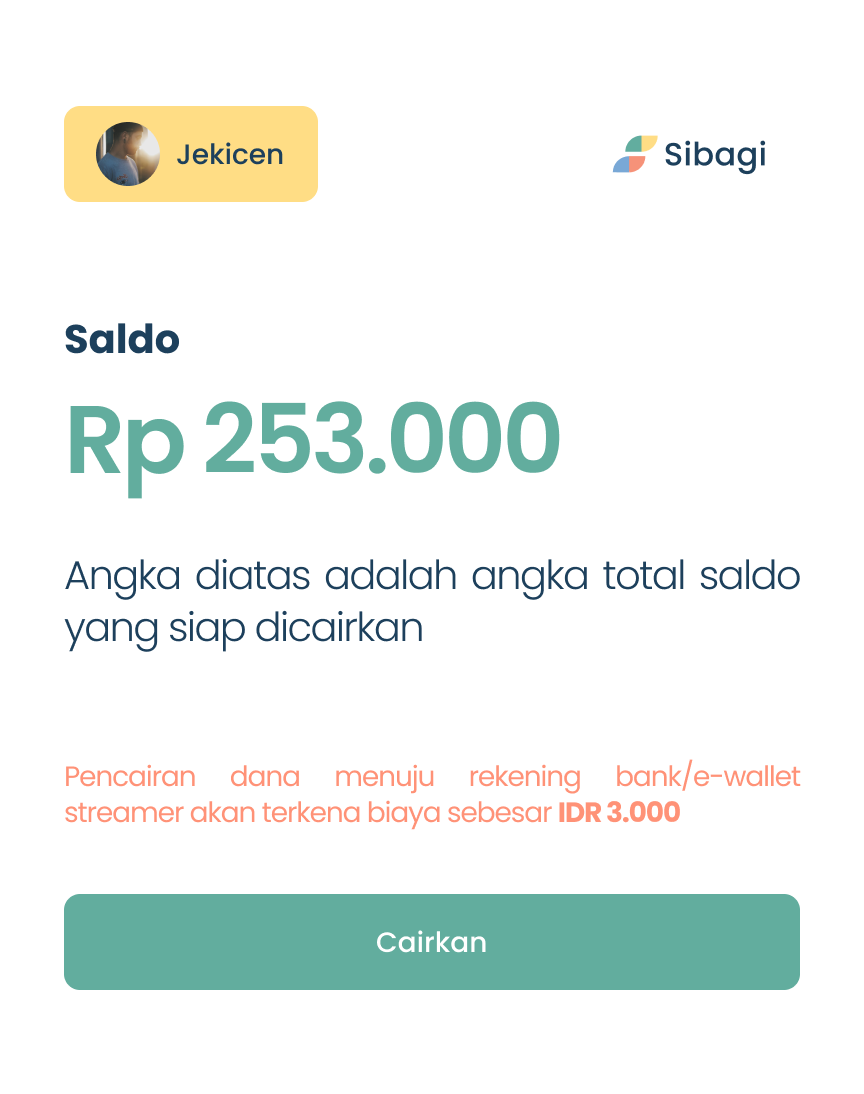 Jekicen
Sibagi
Saldo
Rp 253.000
Angka diatas adalah angka total saldo
yang siap dicairkan
Pencairan dana menuju rekening bank/e-wallet
streamer akan terkena biaya sebesar IDR 3.000
Cairkan